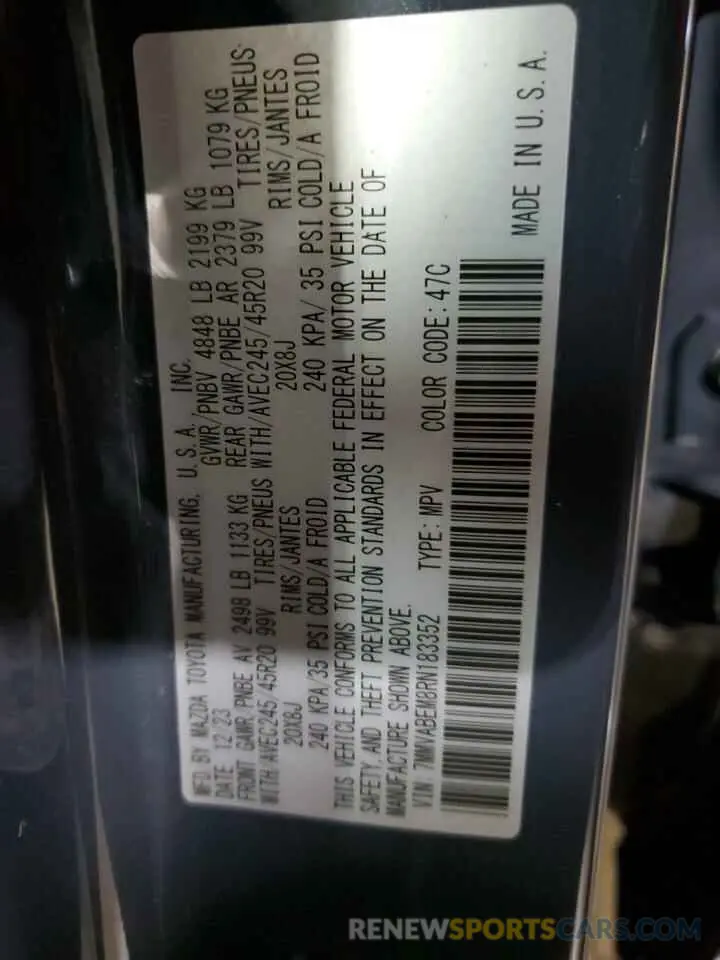 MFD BY MAZDA TOYOTA MANUFACTURING, U.S.A. INC.
DATE 12/23 GVWR/PNBV 4848 LB 2199 KG
FRONT GAWR/PNBE AV 2498 LB 1133 KG REAR GAWR/PNBE AR 2379 LB 1079 KG
WITH/AVEC245/45R20 99V TIRES/PNEUS WITH/AVEC245/45R20 99V TIRES/PNEUS
20X8J RIMS/JANTES 20X8J RIMS/JANTES
240 KPA/35 PSI COLD/A FROID 240 KPA/ 35 PSI COLD/A FROID
THIS VEHICLE CONFORMS TO ALL APPLICABLE FEDERAL MOTOR VEHICLE
SAFETY AND THEFT PREVENTION STANDARDS IN EFFECT ON THE DATE OF
MANUFACTURE SHOWN ABOVE.
VIN: 7MMVABEM8RN183352 TYPE: MPV COLOR CODE: 47C
MADE IN U.S.A.
RENEWSPORTSCARS.COM